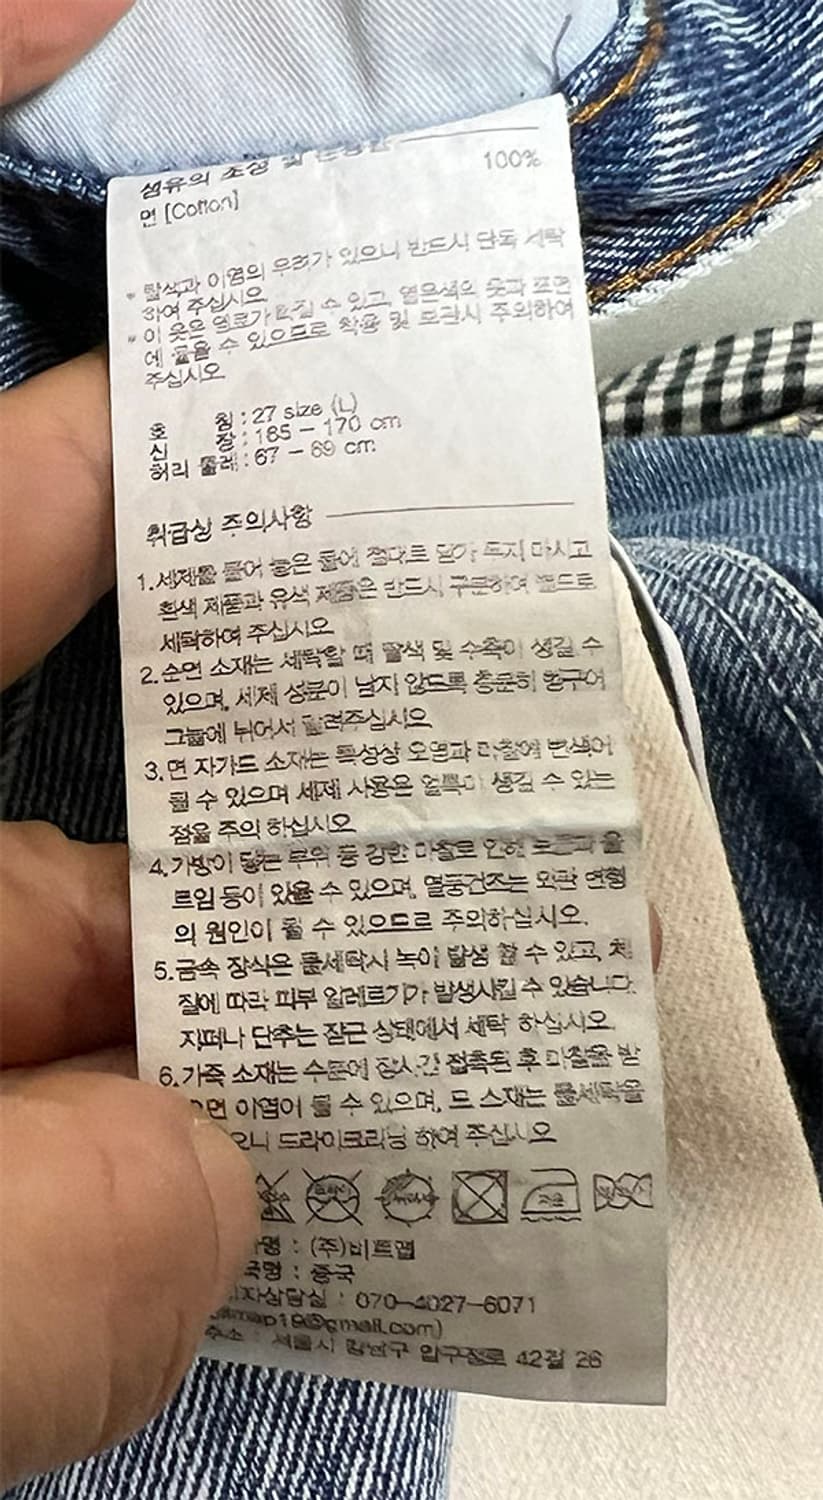 섬유의 조성 및 혼용율
100%
면 [Cotton]
* 탈색과 이염의 우려가 있으니 반드시 단독 세탁
하여 주십시오
* 이 옷은 염료가 묻어날 수 있고, 옅은색의 옷과 표면
에 묻을 수 있으므로 착용 및 보관시 주의하여
주십시오
호 칭 : 27 size (L)
신 장 : 165 - 170 cm
허리 둘레 : 67 - 69 cm
취급상 주의사항
1. 세제를 풀어 놓은 물에 절대로 담가 두지 마시고
흰색 제품과 유색 제품은 반드시 구분하여 별도로
세탁하여 주십시오
2. 순면 소재는 세탁할 때 탈색 및 수축이 생길 수
있으며, 세제 성분이 남지 않도록 충분히 헹구어
그늘에 뉘어서 말려주십시오
3. 면 자가드 소재는 특성상 오염과 마찰에 변색이
될 수 있으며 세제 사용은 얼룩이 생길 수 있는
점을 주의 하십시오
4. 가방이 닿는 부위 등 강한 마찰로 인해 보풀과 올
트임 등이 있을 수 있으며, 열풍건조는 외관 변형
의 원인이 될 수 있으므로 주의하십시오.
5. 금속 장식은 물세탁시 녹이 발생 할 수 있고, 체
질에 따라 피부 알레르기가 발생시킬 수 있습니다.
지퍼나 단추는 잠근 상태에서 세탁 하십시오
6. 가죽 소재는 수분에 장시간 접촉된 후 마찰을 받
으면 이염이 될 수 있으며, 드 스재는 물세탁을
오니 드라이크리닝 하여 주십시오
명 : (주)비트맵
국명 : 중국
자상담실 : 070-4027-6071
map19@gmail.com)
주소 : 서울시 강남구 압구정로 42길 26